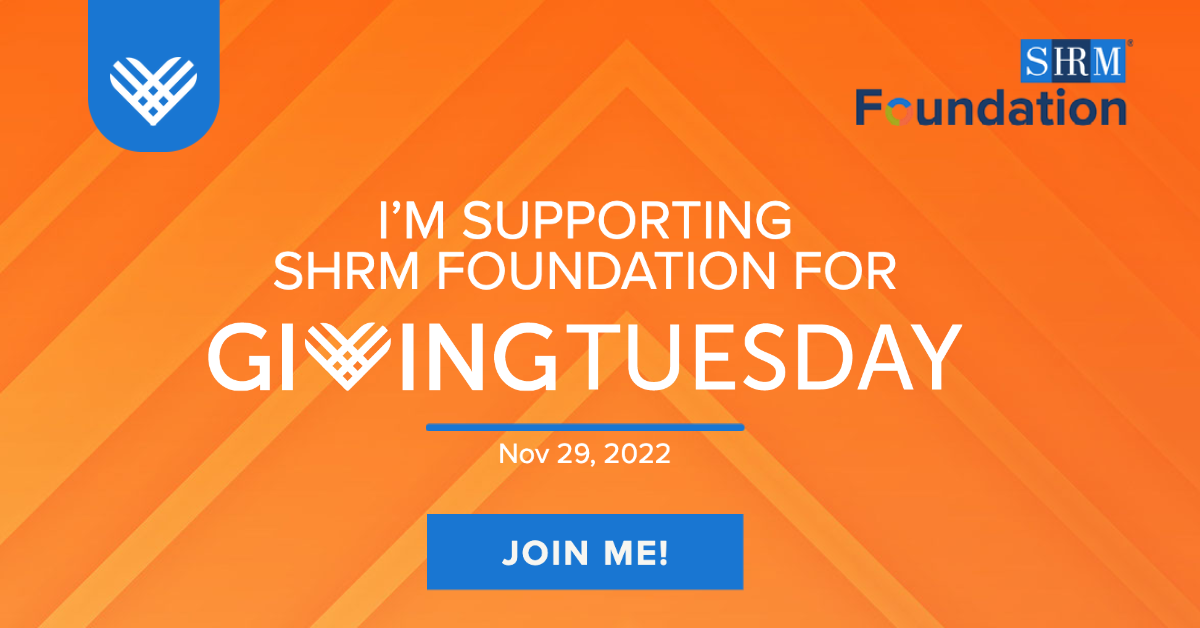 SHRM®
Foundation
I'M SUPPORTING
SHRM FOUNDATION FOR
GIVINGTUESDAY
Nov 29, 2022
JOIN ME!